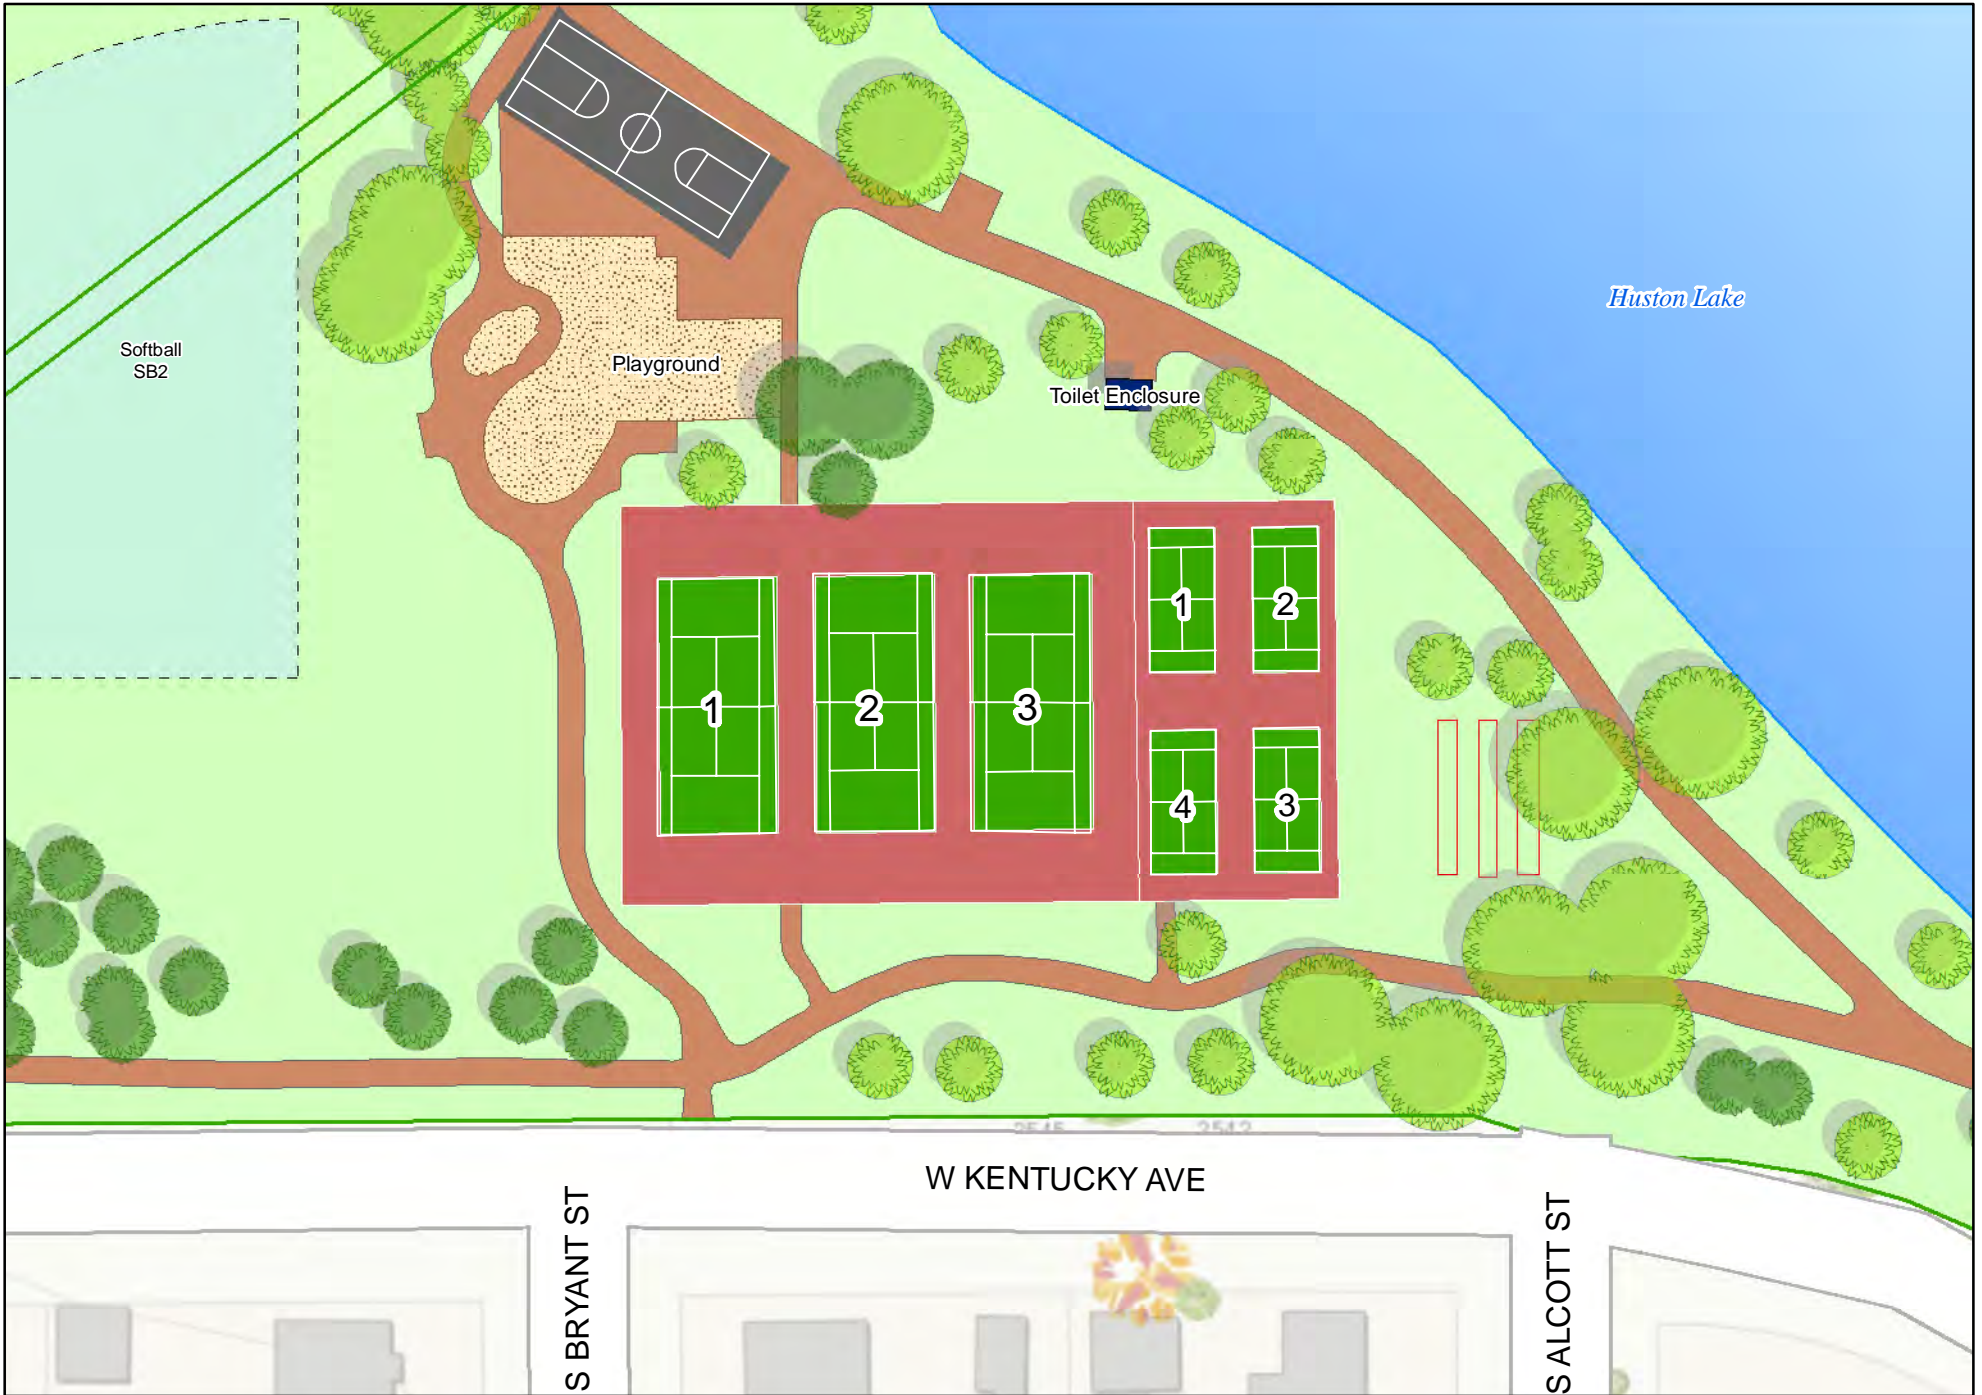 Huston Lake
Softball
SB2
Playground
Toilet Enclosure
1
2
1
2
3
4
3
W KENTUCKY AVE
S BRYANT ST
S ALCOTT ST